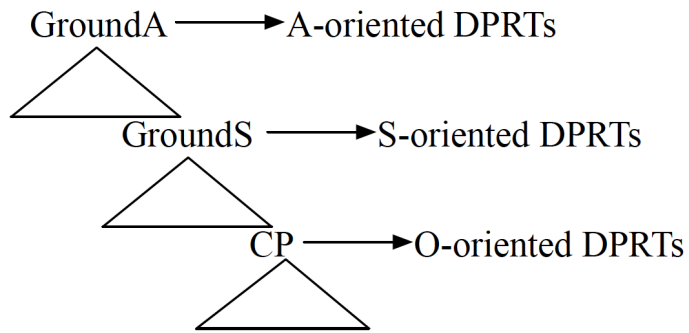 GroundA A-oriented DPRTs
GroundS S-oriented DPRTs
CP O-oriented DPRTs